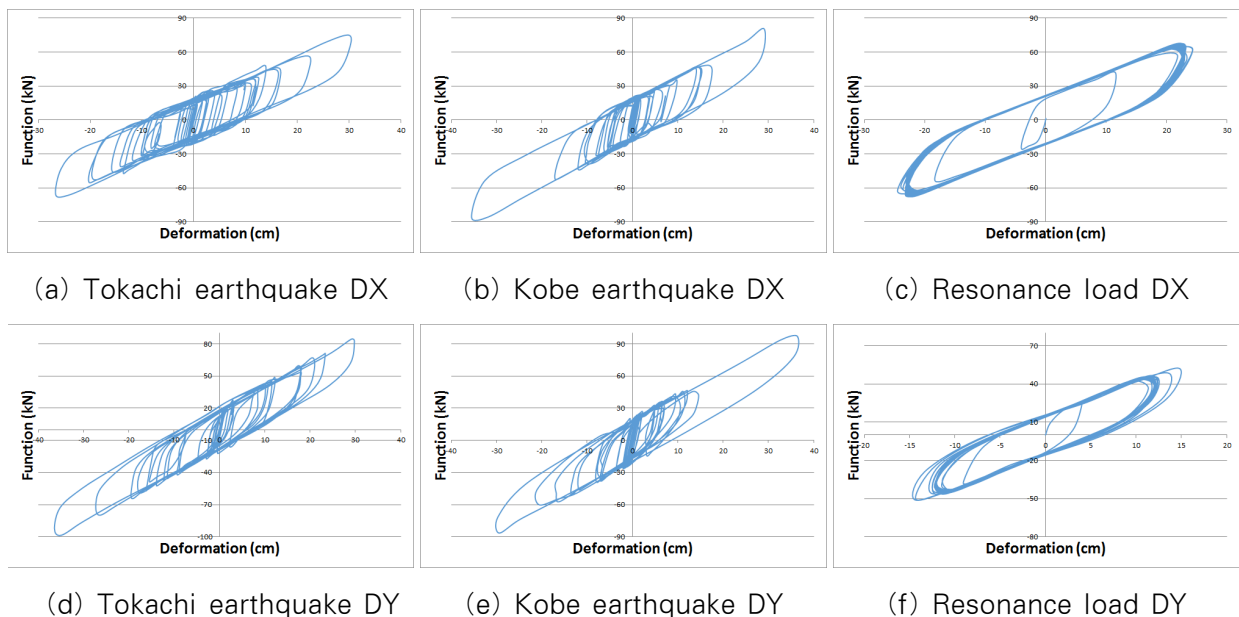 Function (kN)
90
60
30
0
-30 -20 -10 0 10 20 30 40
-30
-60
-90
Deformation (cm)
Function (kN)
90
60
30
0
-40 -30 -20 -10 0 10 20 30 40
-30
-60
-90
Deformation (cm)
Function (kN)
90
60
30
0
-30 -20 -10 0 10 20 30
-30
-60
-90
Deformation (cm)
(a) Tokachi earthquake DX
(b) Kobe earthquake DX
(c) Resonance load DX
Function (kN)
80
50
20
-40 -30 -20 -10 0 10 20 30 40
-10
-40
-70
-100
Deformation (cm)
Function (kN)
90
60
30
0
-40 -30 -20 -10 0 10 20 30 40
-30
-60
-90
Deformation (cm)
Function (kN)
70
40
10
-20 -15 -10 -5 0 5 10 15 20
-20
-50
-80
Deformation (cm)
(d) Tokachi earthquake DY
(e) Kobe earthquake DY
(f) Resonance load DY